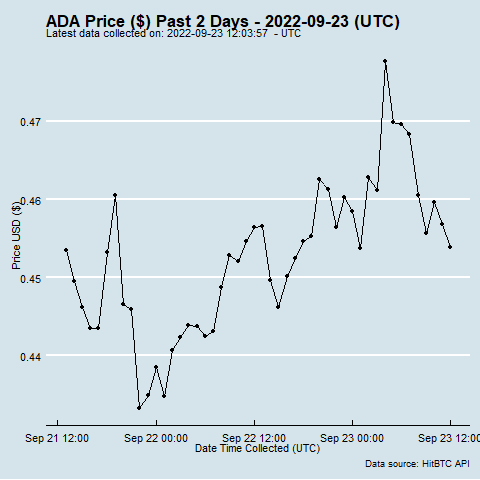 ADA Price ($) Past 2 Days - 2022-09-23 (UTC)
Latest data collected on: 2022-09-23 12:03:57 - UTC
0.47
0.46
0.45
0.44
Price USD ($)
Sep 21 12:00
Sep 22 00:00
Sep 22 12:00
Sep 23 00:00
Sep 23 12:00
Date Time Collected (UTC)
Data source: HitBTC API